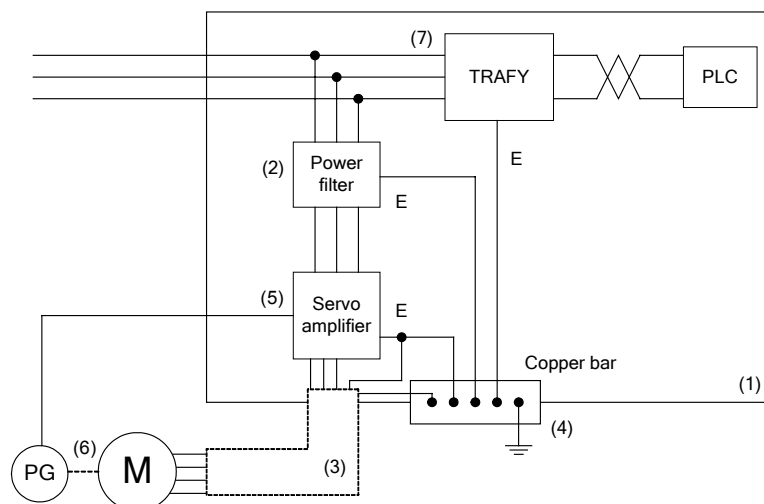 (7)
TRAFY
PLC
(2)
Power
filter
E
E
(5)
Servo
amplifier
E
Copper bar
(1)
(4)
(6)
(3)
PG
M